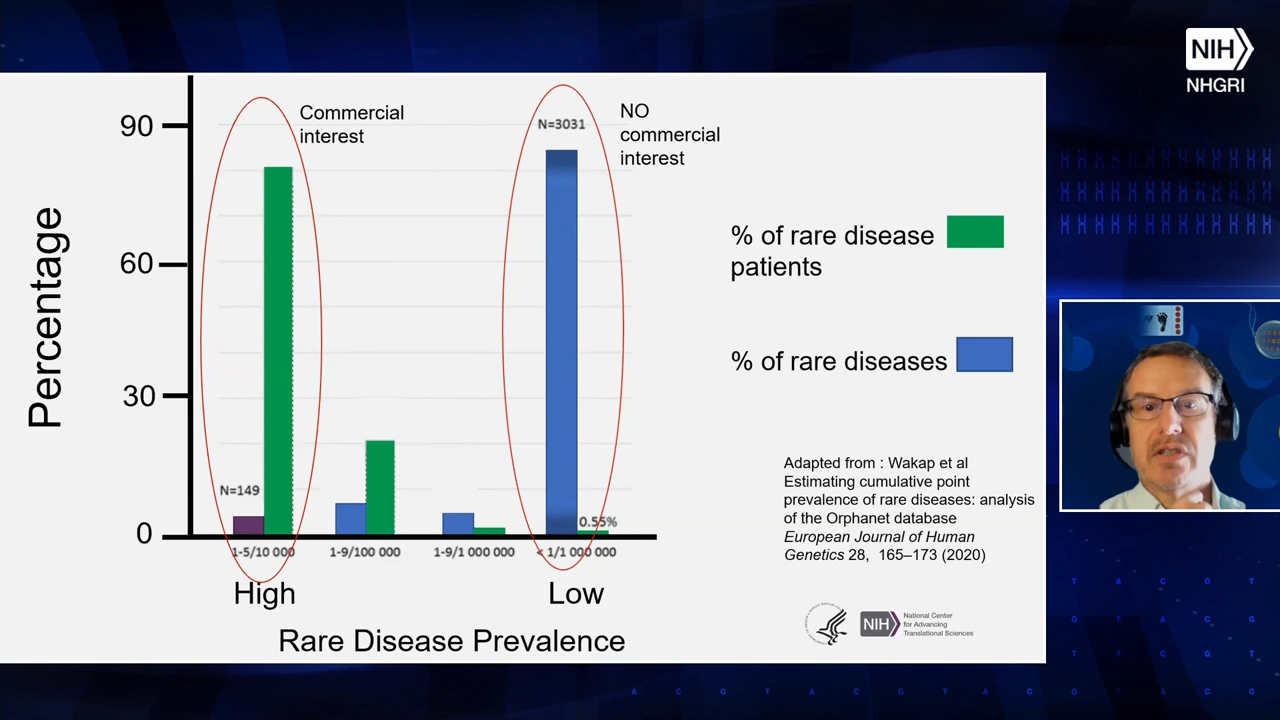 NIH
NHGRI
Commercial
interest
NO
commercial
interest
N=3031
90
60
30
0
Percentage
N=149
0.55%
1-5/10 000
1-9/100 000
1-9/1 000 000
< 1/1 000 000
High
Low
Rare Disease Prevalence
% of rare disease
patients
% of rare diseases
Adapted from : Wakap et al
Estimating cumulative point
prevalence of rare diseases: analysis
of the Orphanet database
European Journal of Human
Genetics 28, 165–173 (2020)
NIH
National Center
for Advancing
Translational Sciences
A C G T A C G T A C G T A C
T A C G T
T A C G T